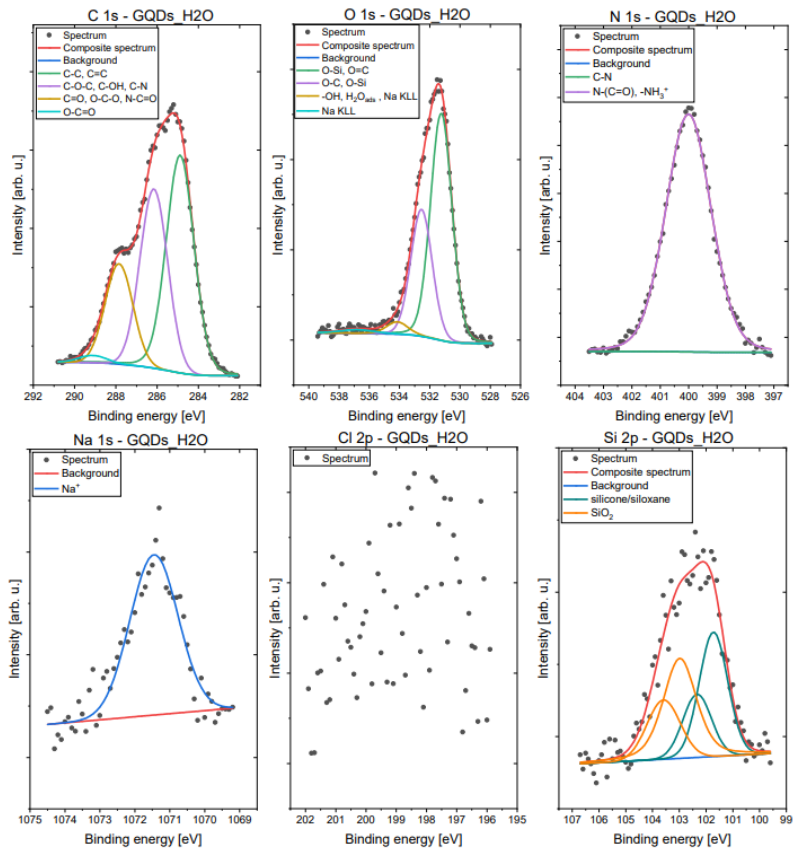 C 1s - GQDs_H2O
Spectrum
Composite spectrum
Background
C-C, C=C
C-O-C, C-OH, C-N
C=O, O-C-O, N-C=O
O-C=O
Intensity [arb. u.]
292 290 288 286 284 282
Binding energy [eV]
O 1s - GQDs_H2O
Spectrum
Composite spectrum
Background
O-Si, O=C
O-C, O-Si
-OH, H₂Oₐds , Na KLL
Na KLL
Intensity [arb. u.]
540 538 536 534 532 530 528 526
Binding energy [eV]
N 1s - GQDs_H2O
Spectrum
Composite spectrum
Background
C-N
N-(C=O), -NH₃⁺
Intensity [arb. u.]
404 403 402 401 400 399 398 397
Binding energy [eV]
Na 1s - GQDs_H2O
Spectrum
Background
Na⁺
Intensity [arb. u.]
1075 1074 1073 1072 1071 1070 1069
Binding energy [eV]
Cl 2p - GQDs_H2O
Spectrum
Intensity [arb. u.]
202 201 200 199 198 197 196 195
Binding energy [eV]
Si 2p - GQDs_H2O
Spectrum
Composite spectrum
Background
silicone/siloxane
SiO₂
Intensity [arb. u.]
107 106 105 104 103 102 101 100 99
Binding energy [eV]